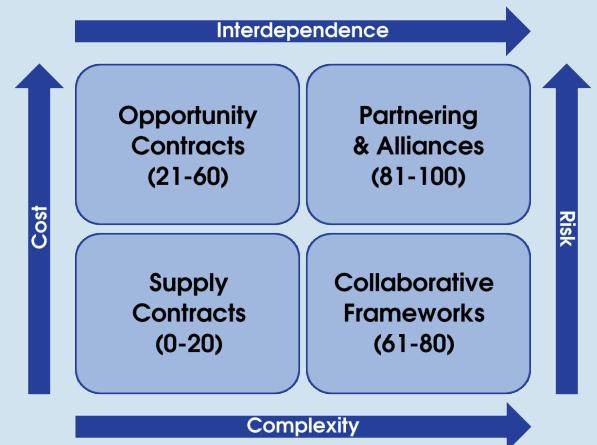 Interdependence
Cost
Opportunity
Contracts
(21-60)
Partnering
& Alliances
(81-100)
Risk
Supply
Contracts
(0-20)
Collaborative
Frameworks
(61-80)
Complexity